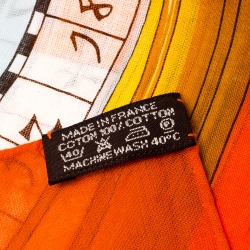 MADE IN FRANCE
COTON 100% COTTON
40
P
MACHINE WASH 40°C